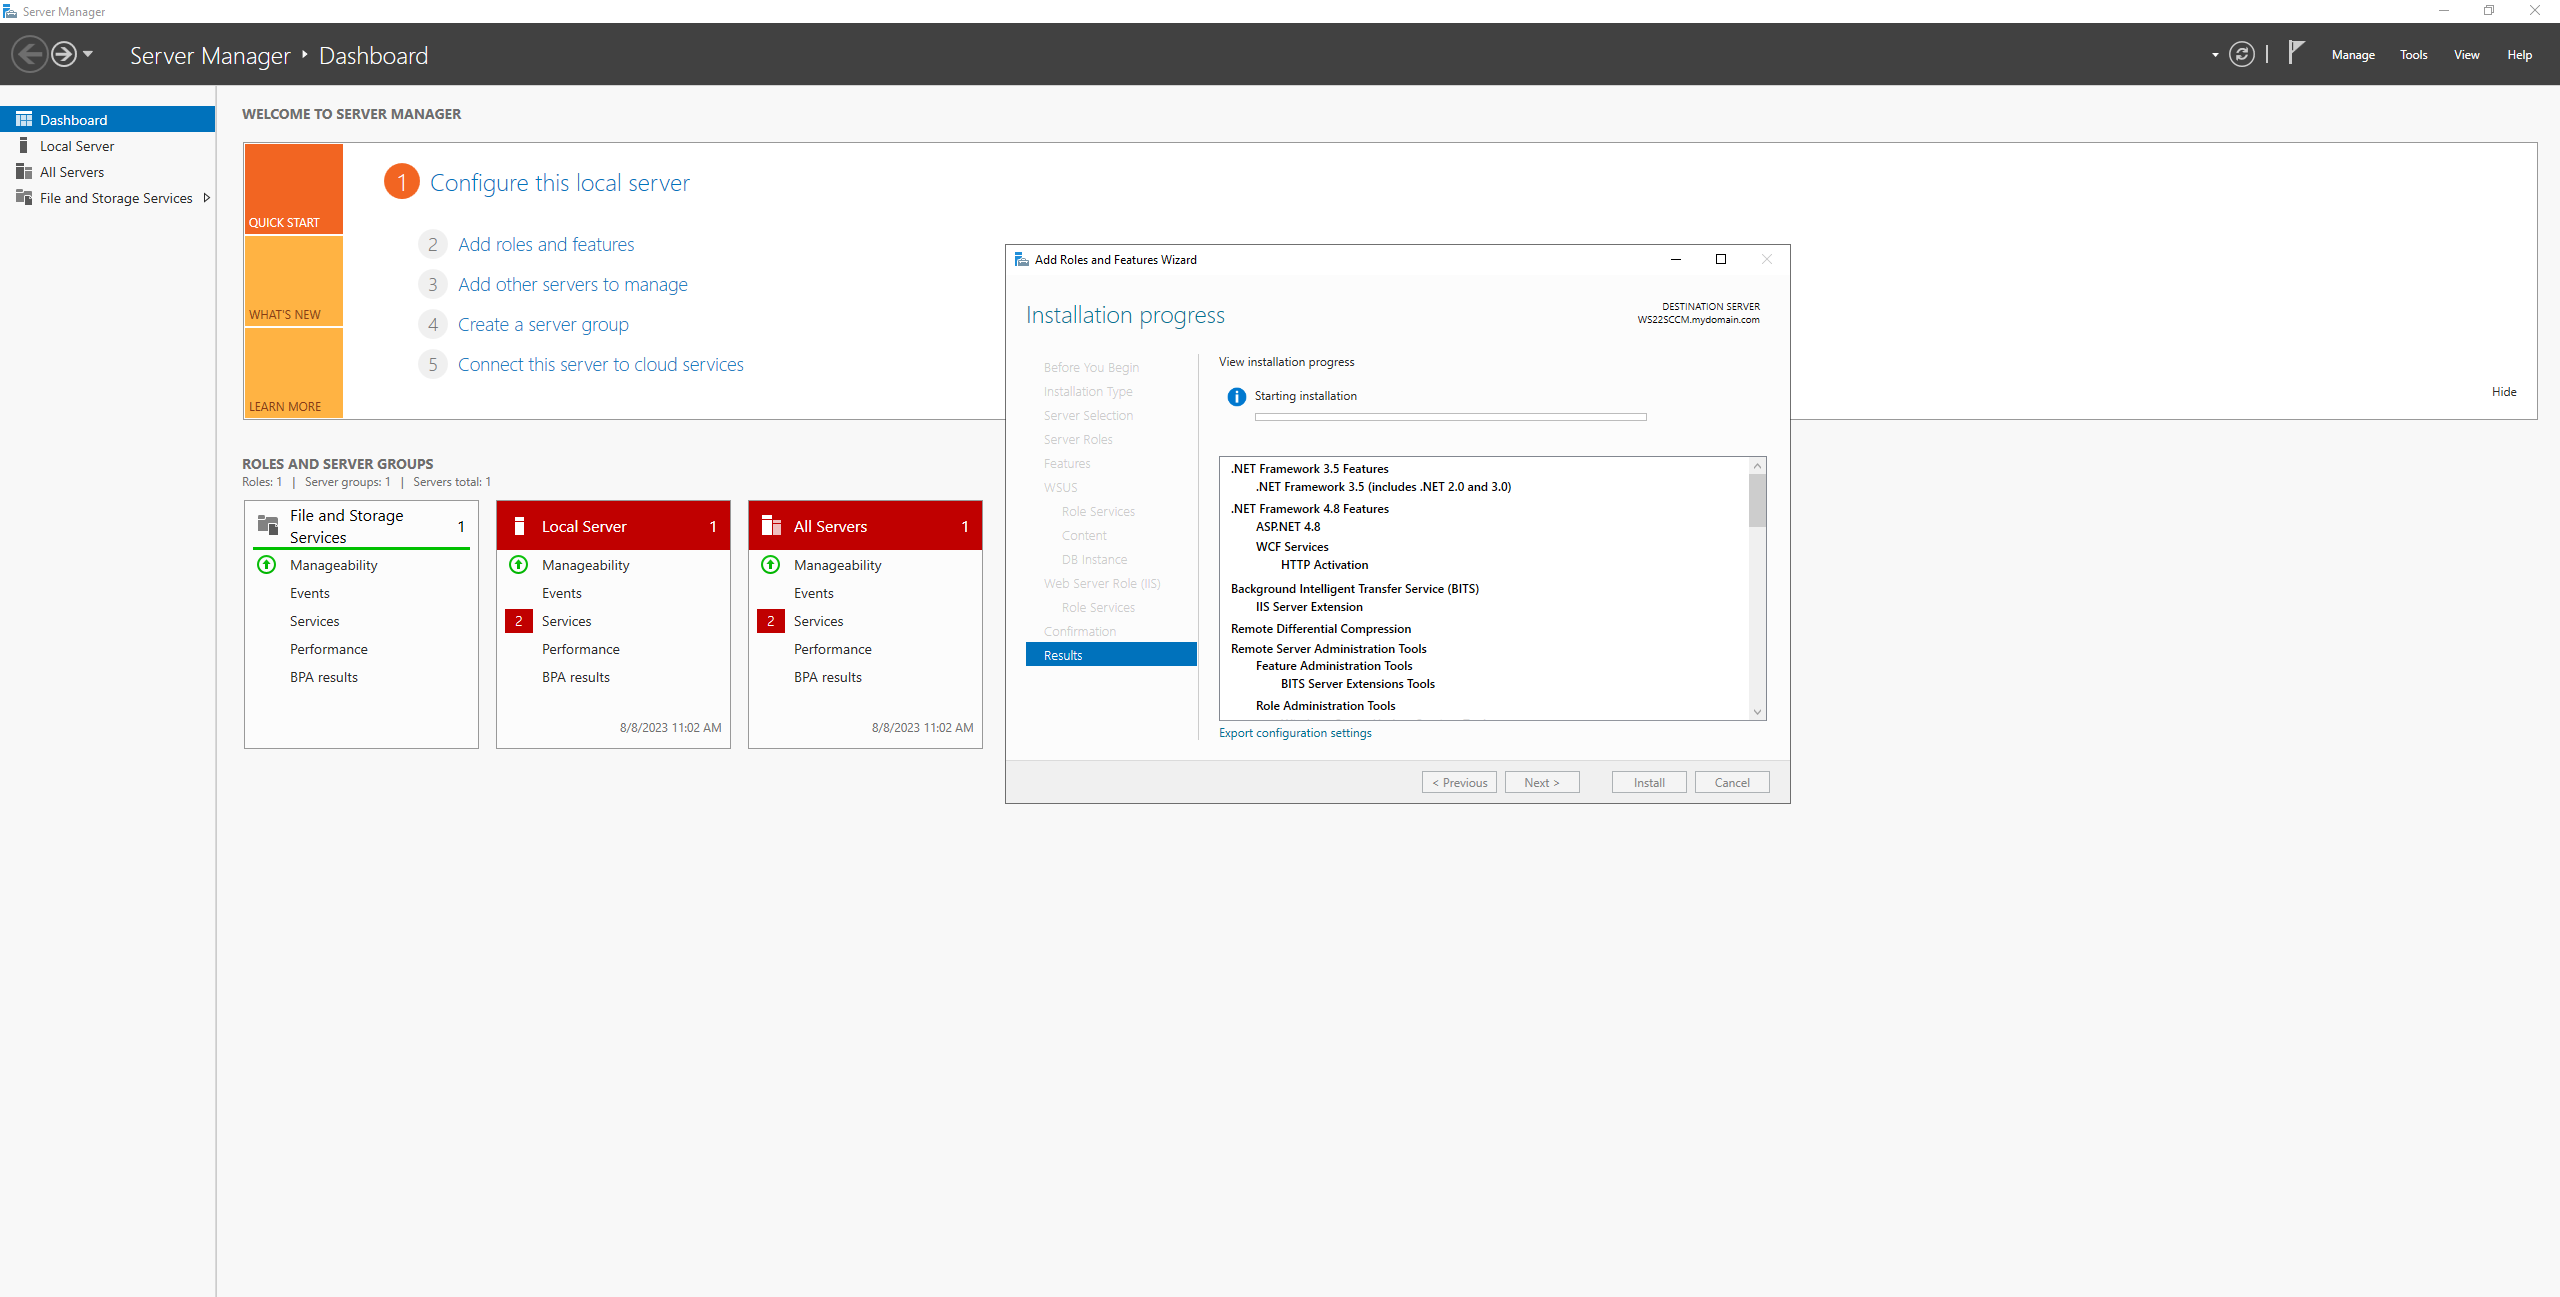 Server Manager
Server Manager ‣ Dashboard
Manage
Tools
View
Help
Dashboard
Local Server
All Servers
File and Storage Services
WELCOME TO SERVER MANAGER
QUICK START
WHAT'S NEW
LEARN MORE
1 Configure this local server
2 Add roles and features
3 Add other servers to manage
4 Create a server group
5 Connect this server to cloud services
Hide
ROLES AND SERVER GROUPS
Roles: 1 | Server groups: 1 | Servers total: 1
File and Storage
Services
1
Manageability
Events
Services
Performance
BPA results
Local Server 1
Manageability
Events
2 Services
Performance
BPA results
8/8/2023 11:02 AM
All Servers 1
Manageability
Events
2 Services
Performance
BPA results
8/8/2023 11:02 AM
Add Roles and Features Wizard
Installation progress
DESTINATION SERVER
WS22SCCM.mydomain.com
Before You Begin
Installation Type
Server Selection
Server Roles
Features
WSUS
Role Services
Content
DB Instance
Web Server Role (IIS)
Role Services
Confirmation
Results
View installation progress
Starting installation
.NET Framework 3.5 Features
.NET Framework 3.5 (includes .NET 2.0 and 3.0)
.NET Framework 4.8 Features
ASP.NET 4.8
WCF Services
HTTP Activation
Background Intelligent Transfer Service (BITS)
IIS Server Extension
Remote Differential Compression
Remote Server Administration Tools
Feature Administration Tools
BITS Server Extensions Tools
Role Administration Tools
Export configuration settings
< Previous
Next >
Install
Cancel